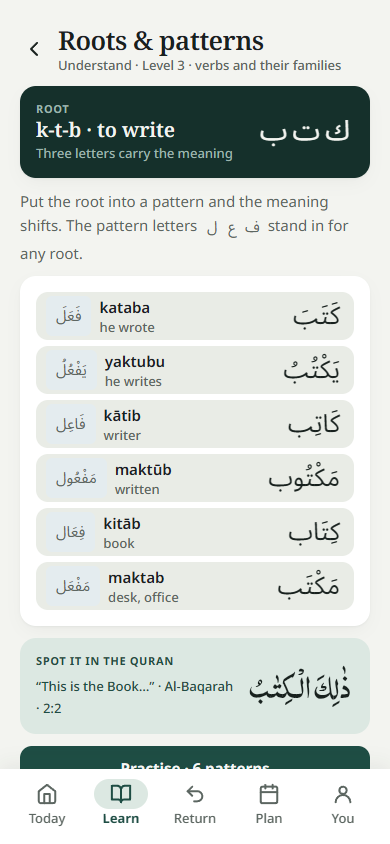 Roots & patterns
Understand · Level 3 · verbs and their families
ROOT
k-t-b · to write
Three letters carry the meaning
ك ت ب
Put the root into a pattern and the meaning
shifts. The pattern letters ف ع ل stand in for
any root.
فَعَلَ kataba كَتَبَ
he wrote
يَفْعُلُ yaktubu يَكْتُبُ
he writes
فَاعِل kātib كَاتِب
writer
مَفْعُول maktūb مَكْتُوب
written
فِعَال kitāb كِتَاب
book
مَفْعَل maktab مَكْتَب
desk, office
SPOT IT IN THE QURAN
“This is the Book…” · Al-Baqarah
· 2:2
ذَٰلِكَ الْكِتَٰبُ
Practise · 6 patterns
Today Learn Return Plan You